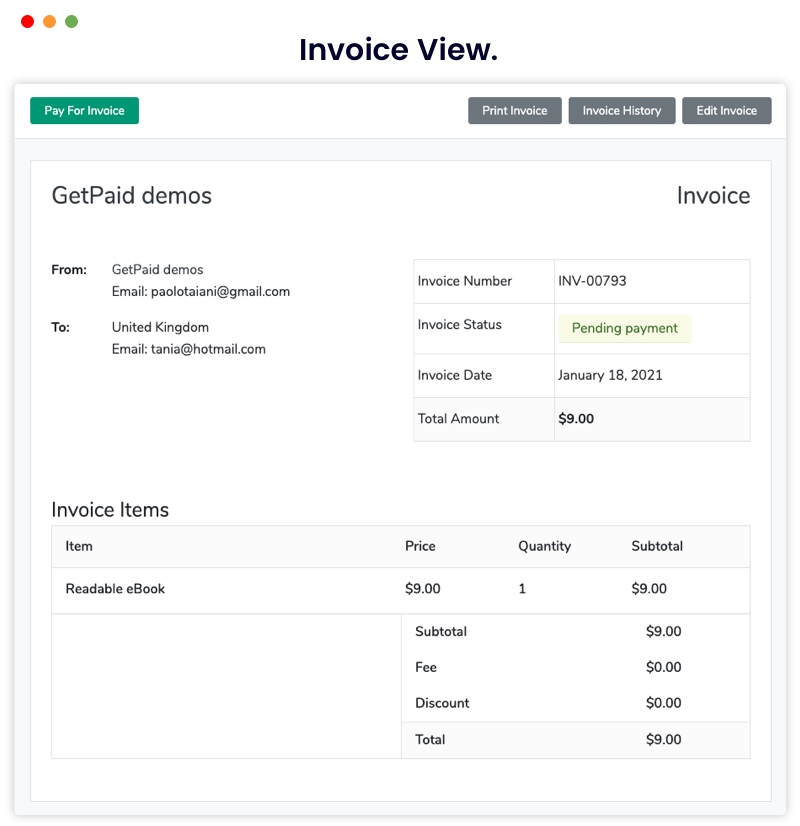 Invoice View.
Pay For Invoice Print Invoice Invoice History Edit Invoice
GetPaid demos Invoice
From: GetPaid demos
Email: paolotaiani@gmail.com
To: United Kingdom
Email: tania@hotmail.com
Invoice Number INV-00793
Invoice Status Pending payment
Invoice Date January 18, 2021
Total Amount $9.00
Invoice Items
Item Price Quantity Subtotal
Readable eBook $9.00 1 $9.00
Subtotal $9.00
Fee $0.00
Discount $0.00
Total $9.00